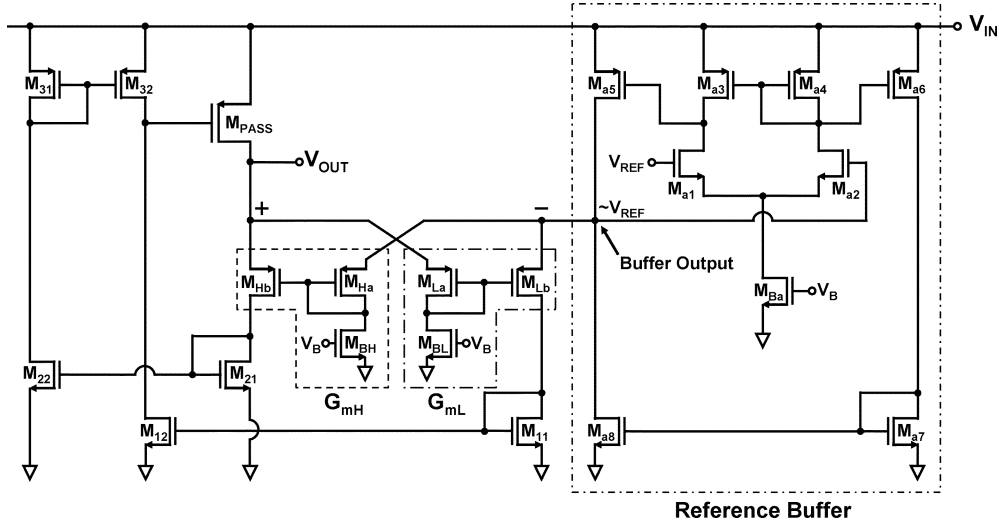 V_IN
M_31
M_32
M_a5
M_a3
M_a4
M_a6
M_PASS
V_OUT
V_REF
M_a1
M_a2
+
−
~V_REF
Buffer Output
M_Hb
M_Ha
M_La
M_Lb
M_Ba
V_B
V_B
M_BH
M_BL
V_B
M_22
M_21
G_mH
G_mL
M_12
M_11
M_a8
M_a7
Reference Buffer